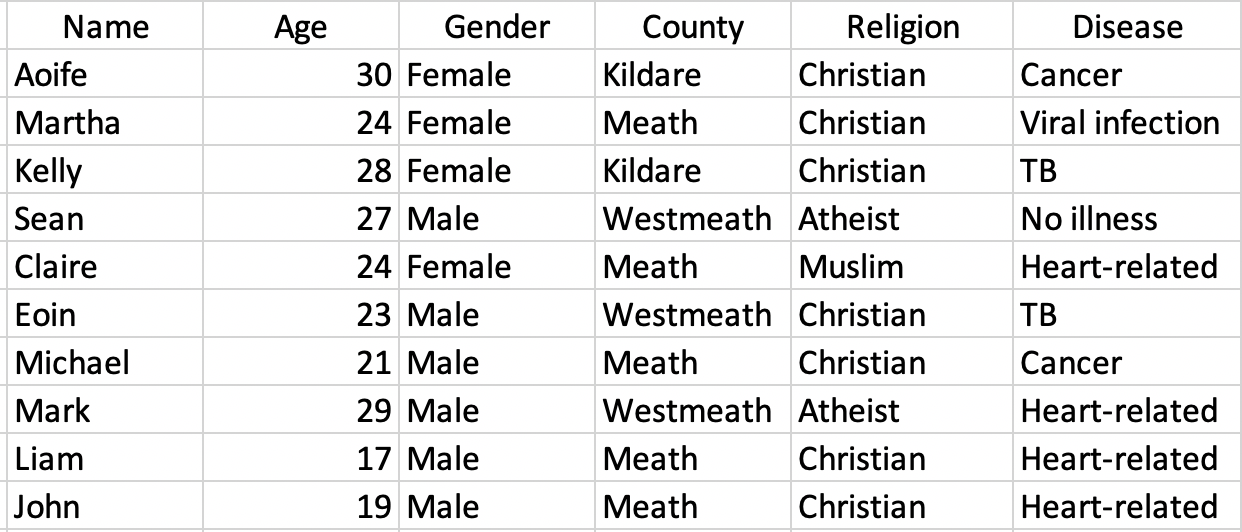 Name Age Gender County Religion Disease
Aoife 30 Female Kildare Christian Cancer
Martha 24 Female Meath Christian Viral infection
Kelly 28 Female Kildare Christian TB
Sean 27 Male Westmeath Atheist No illness
Claire 24 Female Meath Muslim Heart-related
Eoin 23 Male Westmeath Christian TB
Michael 21 Male Meath Christian Cancer
Mark 29 Male Westmeath Atheist Heart-related
Liam 17 Male Meath Christian Heart-related
John 19 Male Meath Christian Heart-related